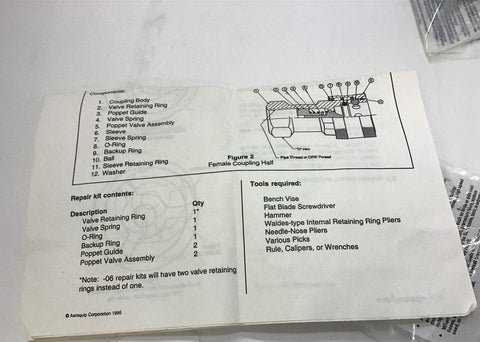 Components:
1. Coupling Body
2. Valve Retaining Ring
3. Poppet Guide
4. Valve Spring
5. Poppet Valve Assembly
6. Sleeve
7. Sleeve Spring
8. O-Ring
9. Backup Ring
10. Ball
11. Sleeve Retaining Ring
12. Washer
"D" Hex
Pipe Thread or ORB Thread
Figure 2
Female Coupling Half
Repair kit contents:
Description Qty
Valve Retaining Ring 1*
Valve Spring 1
O-Ring 1
Backup Ring 2
Poppet Guide 2
Poppet Valve Assembly 2
*Note: -06 repair kits will have two valve retaining
rings instead of one.
© Aeroquip Corporation 1995
Tools required:
Bench Vise
Flat Blade Screwdriver
Hammer
Waldes-type Internal Retaining Ring Pliers
Needle-Nose Pliers
Various Picks
Rule, Calipers, or Wrenches